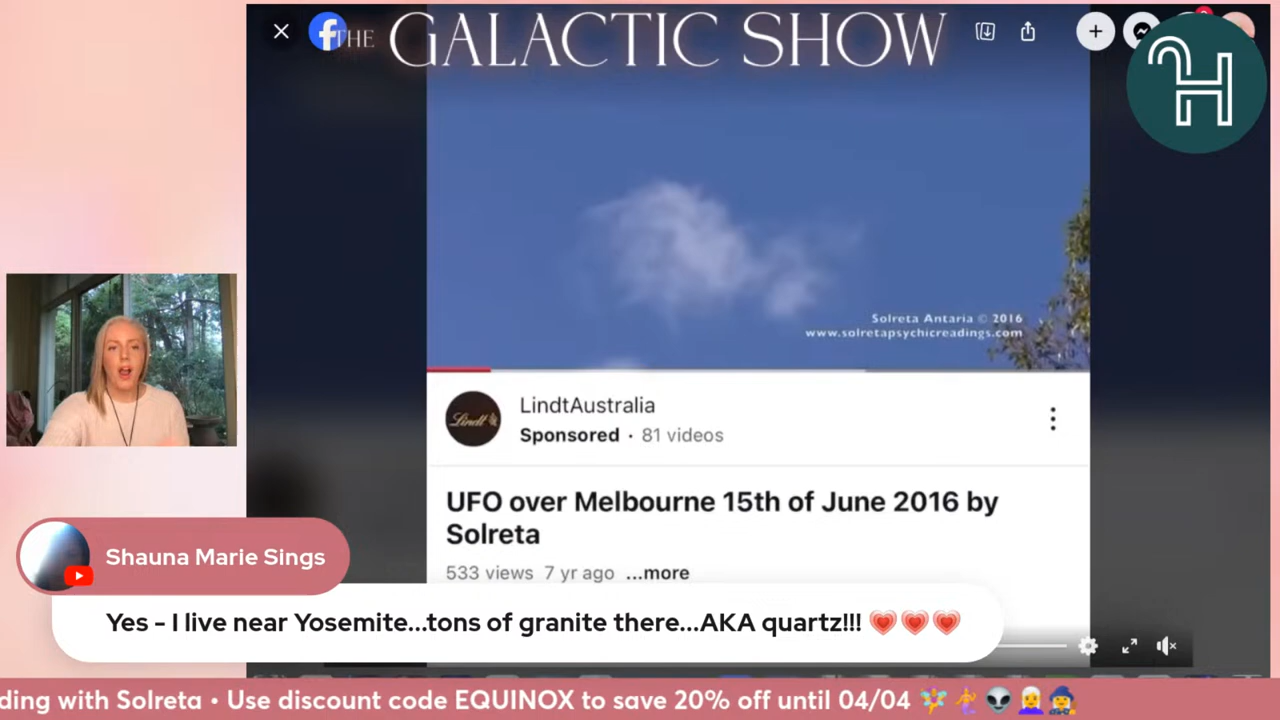 THE GALACTIC SHOW
H
Solreta Antaria © 2016
www.solretapsychicreadings.com
Lindt
LindtAustralia
Sponsored · 81 videos
UFO over Melbourne 15th of June 2016 by
Solreta
533 views 7 yr ago ...more
Shauna Marie Sings
Yes - I live near Yosemite...tons of granite there...AKA quartz!!! 💗💗💗
ding with Solreta • Use discount code EQUINOX to save 20% off until 04/04 🧚‍♀️🧜‍♀️👽👩‍🦳🧙‍♀️